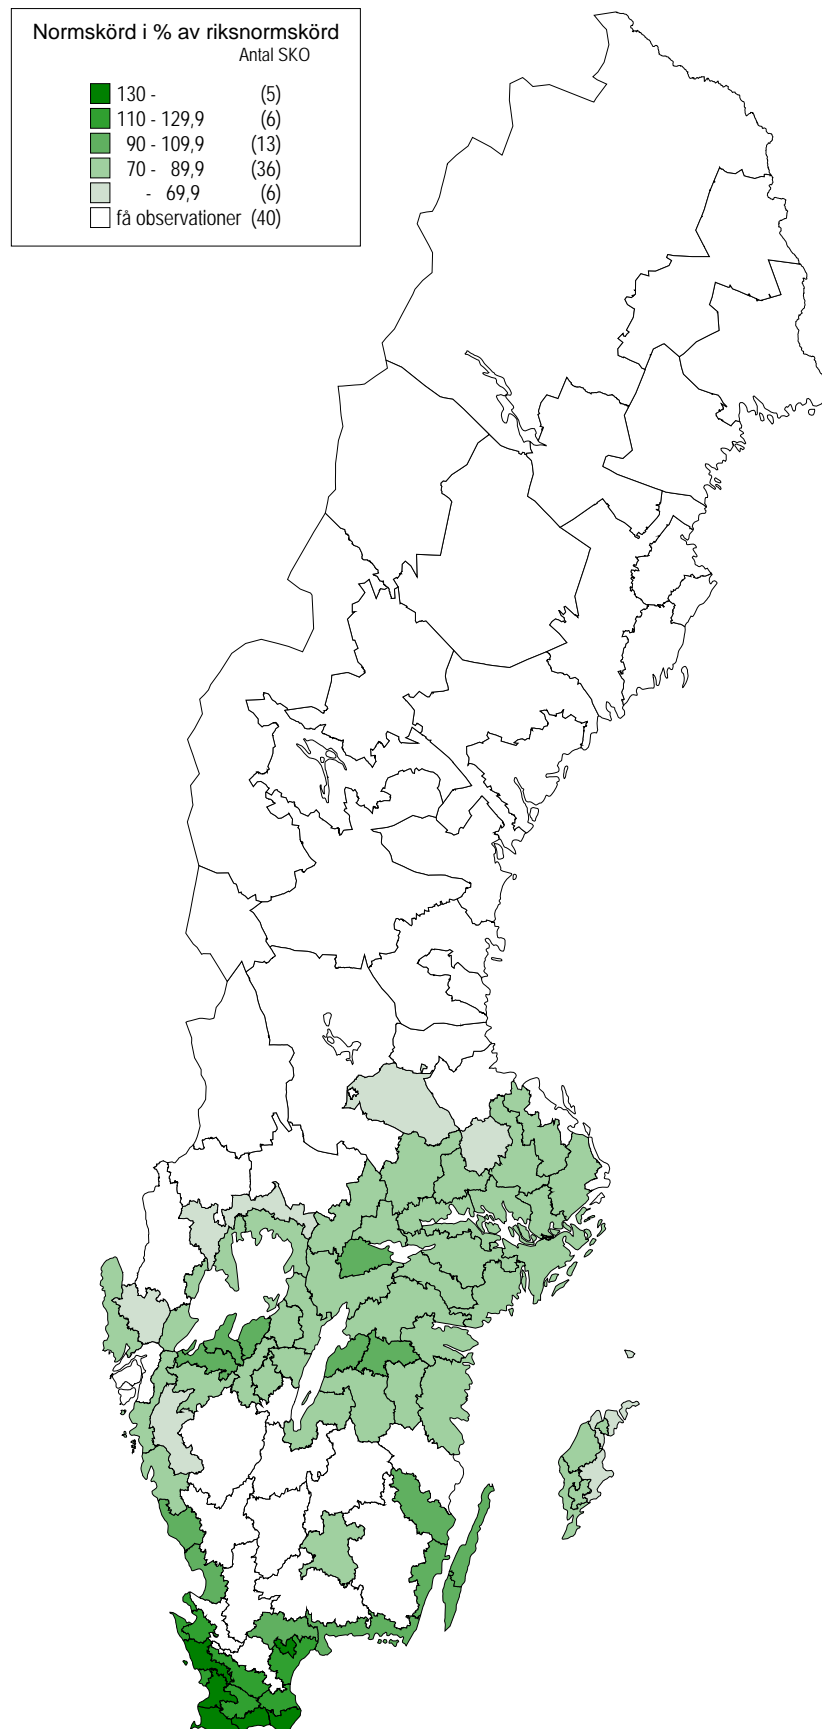 Normskörd i % av riksnormskörd
Antal SKO
130 - (5)
110 - 129,9 (6)
90 - 109,9 (13)
70 - 89,9 (36)
- 69,9 (6)
få observationer (40)